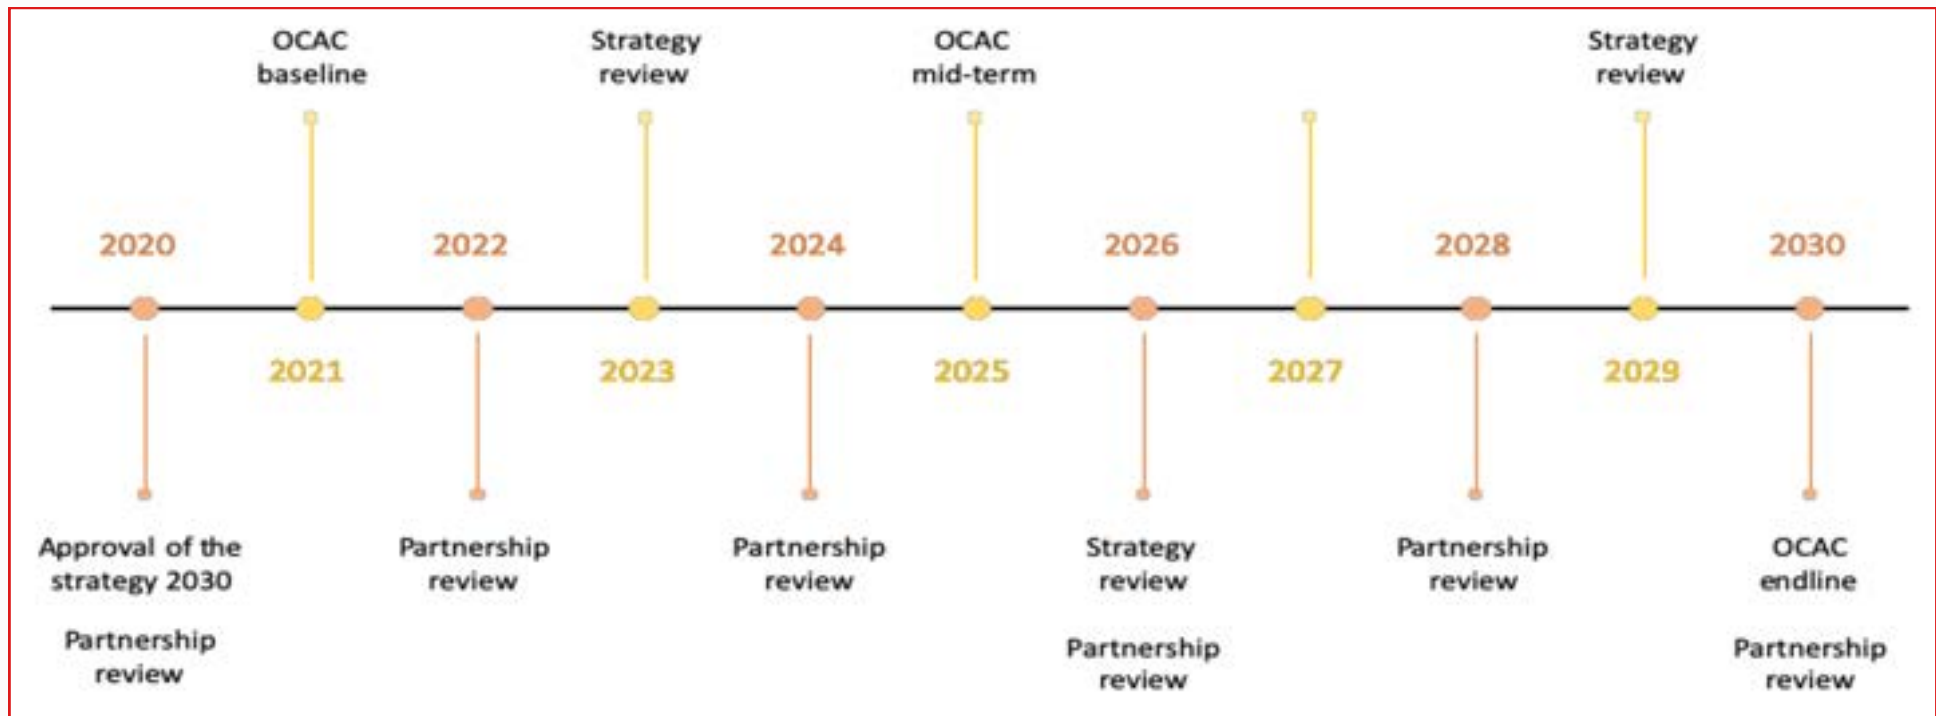 OCAC
baseline
Strategy
review
OCAC
mid-term
Strategy
review
2020
2022
2024
2026
2028
2030
2021
2023
2025
2027
2029
Approval of the
strategy 2030
Partnership
review
Partnership
review
Partnership
review
Strategy
review
Partnership
review
Partnership
review
OCAC
endline
Partnership
review